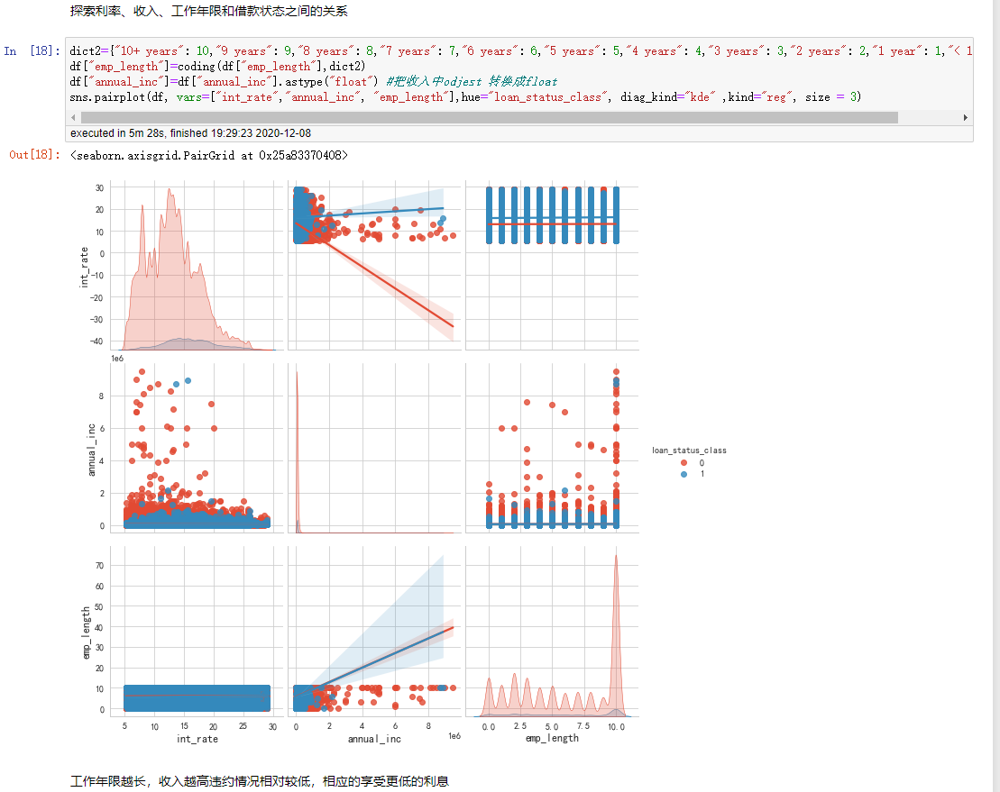 探索利率、收入、工作年限和借款状态之间的关系
In [18]:
dict2={"10+ years": 10,"9 years": 9,"8 years": 8,"7 years": 7,"6 years": 6,"5 years": 5,"4 years": 4,"3 years": 3,"2 years": 2,"1 year": 1,"< 1
df["emp_length"]=coding(df["emp_length"],dict2)
df["annual_inc"]=df["annual_inc"].astype("float") #把收入中odjest 转换成float
sns.pairplot(df, vars=["int_rate","annual_inc", "emp_length"],hue="loan_status_class", diag_kind="kde" ,kind="reg", size = 3)
executed in 5m 28s, finished 19:29:23 2020-12-08
Out[18]: <seaborn.axisgrid.PairGrid at 0x25a83370408>
30
20
10
0
−10
−20
−30
−40
int_rate
1e6
8
6
4
2
0
annual_inc
loan_status_class
0
1
70
60
50
40
30
20
10
0
emp_length
5 10 15 20 25 30
int_rate
0 2 4 6 8
1e6
annual_inc
0.0 2.5 5.0 7.5 10.0
emp_length
工作年限越长，收入越高违约情况相对较低，相应的享受更低的利息